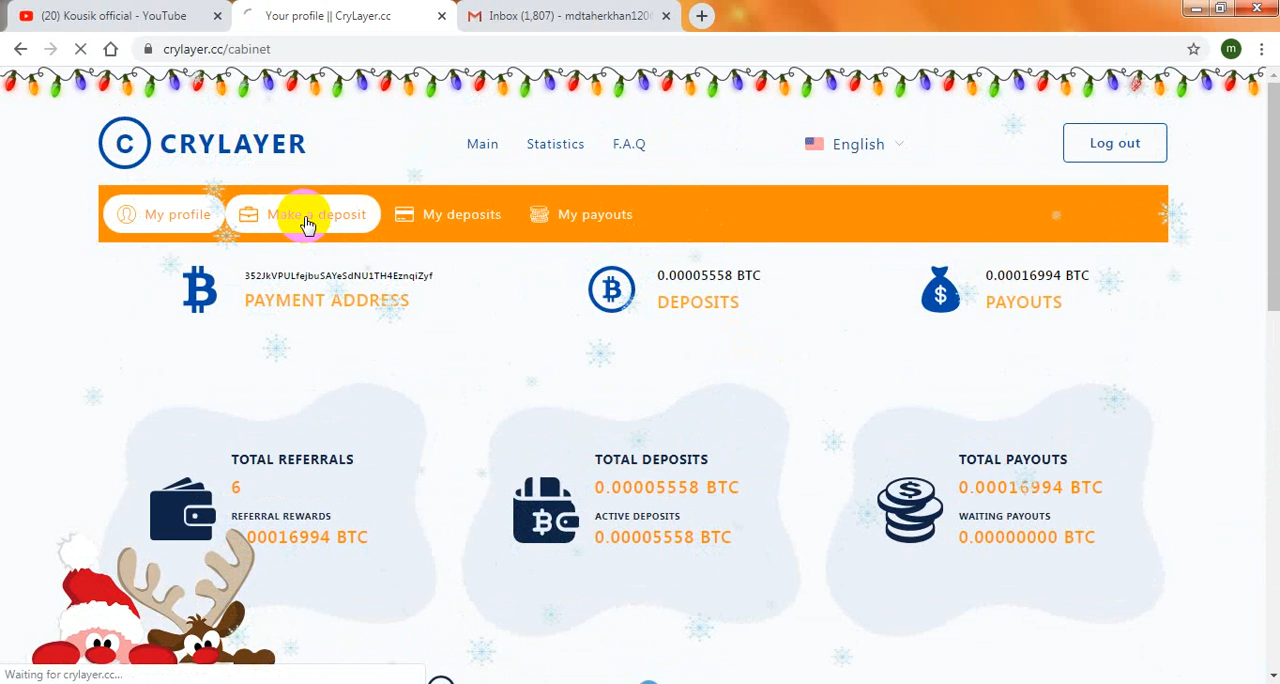 (20) Kousik official - YouTube
Your profile || CryLayer.cc
Inbox (1,807) - mdtaherkhan120
crylayer.cc/cabinet
m
C CRYLAYER
Main
Statistics
F.A.Q
English
Log out
My profile
Make a deposit
My deposits
My payouts
352JkVPULfejbuSAYeSdNU1TH4EznqiZyf
PAYMENT ADDRESS
0.00005558 BTC
DEPOSITS
0.00016994 BTC
PAYOUTS
TOTAL REFERRALS
6
REFERRAL REWARDS
00016994 BTC
TOTAL DEPOSITS
0.00005558 BTC
ACTIVE DEPOSITS
0.00005558 BTC
TOTAL PAYOUTS
0.00016994 BTC
WAITING PAYOUTS
0.00000000 BTC
Waiting for crylayer.cc...